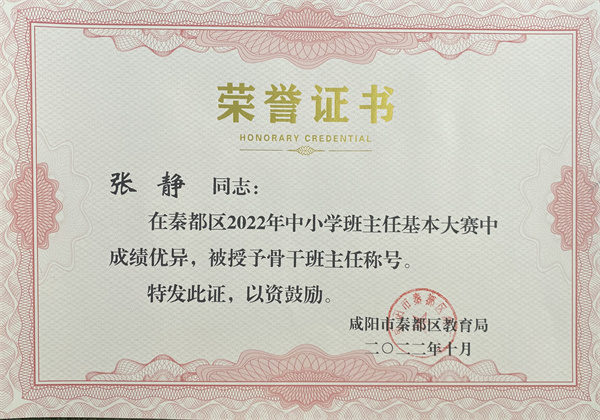 荣誉证书
HONORARY CREDENTIAL
张 静 同志：
在秦都区2022年中小学班主任基本大赛中
成绩优异，被授予骨干班主任称号。
特发此证，以资鼓励。
咸阳市秦都区教育局
二〇二二年十月